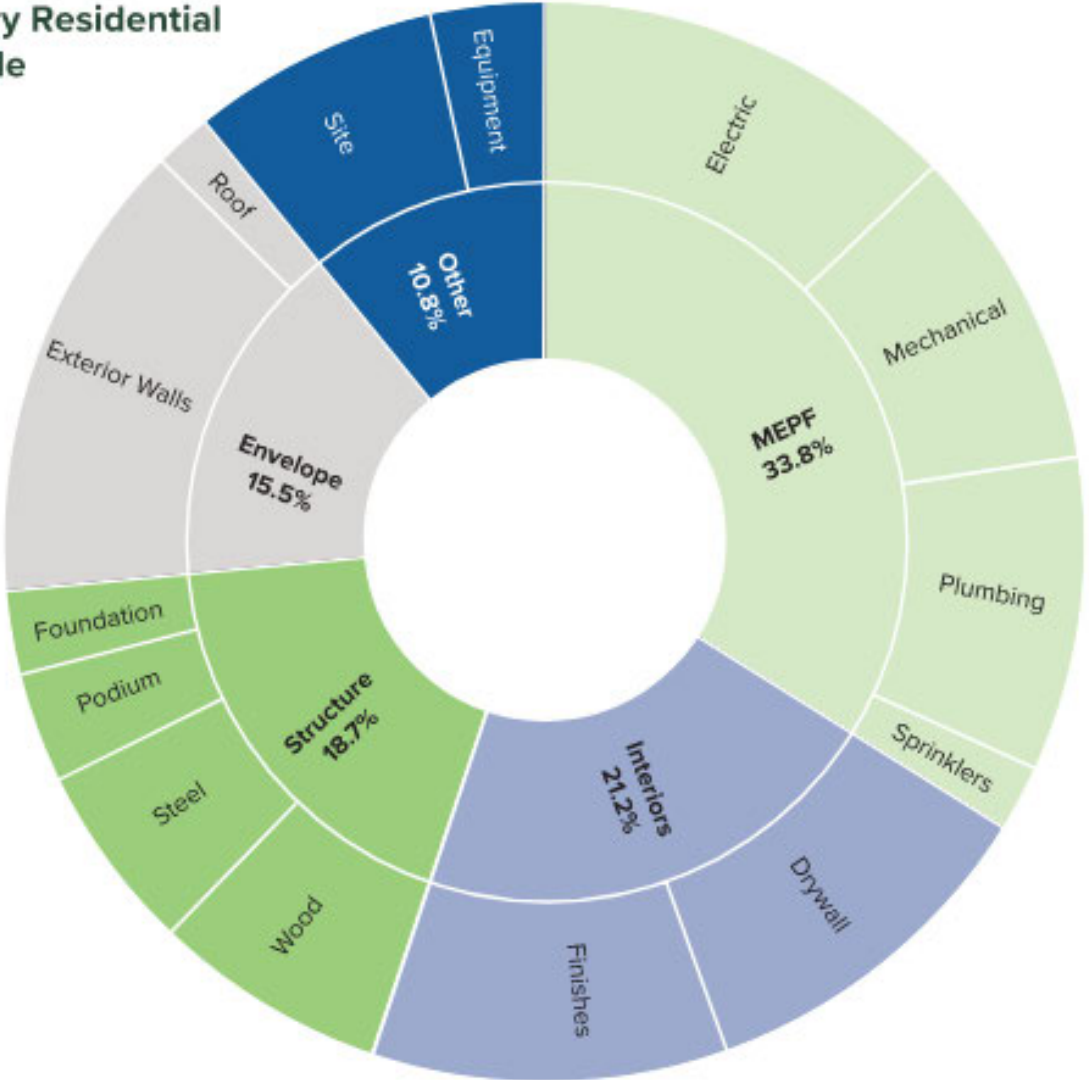 y Residential
le
Equipment
Site
Roof
Exterior Walls
Foundation
Podium
Steel
Wood
Finishes
Drywall
Sprinklers
Plumbing
Mechanical
Electric
Other
10.8%
MEPF
33.8%
Envelope
15.5%
Structure
18.7%
Interiors
21.2%